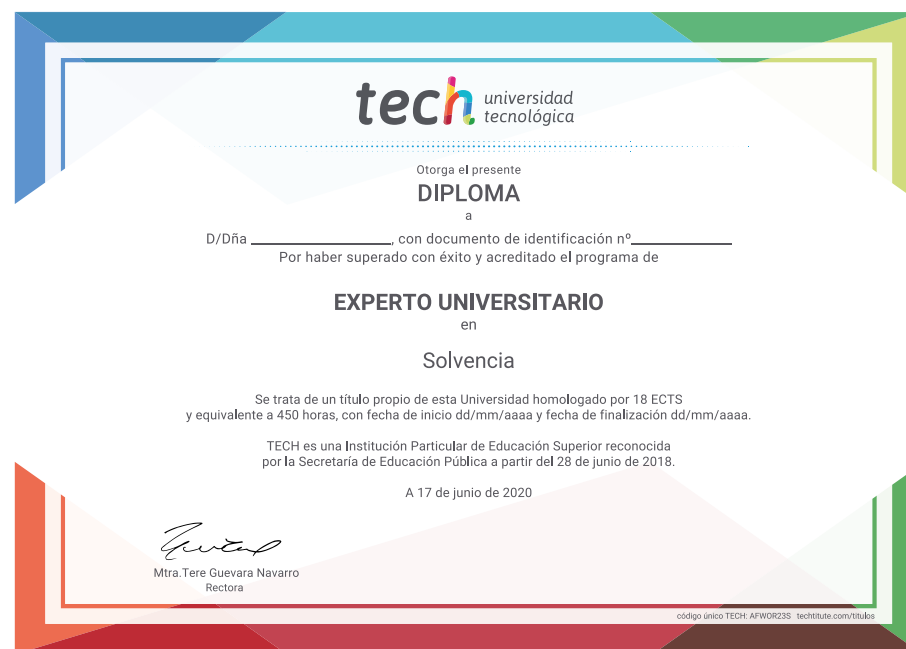 tech universidad
tecnológica
Otorga el presente
DIPLOMA
a
D/Dña ________________, con documento de identificación nº____________
Por haber superado con éxito y acreditado el programa de
EXPERTO UNIVERSITARIO
en
Solvencia
Se trata de un título propio de esta Universidad homologado por 18 ECTS
y equivalente a 450 horas, con fecha de inicio dd/mm/aaaa y fecha de finalización dd/mm/aaaa.
TECH es una Institución Particular de Educación Superior reconocida
por la Secretaría de Educación Pública a partir del 28 de junio de 2018.
A 17 de junio de 2020
Mtra.Tere Guevara Navarro
Rectora
código único TECH: AFWOR23S techtitute.com/titulos